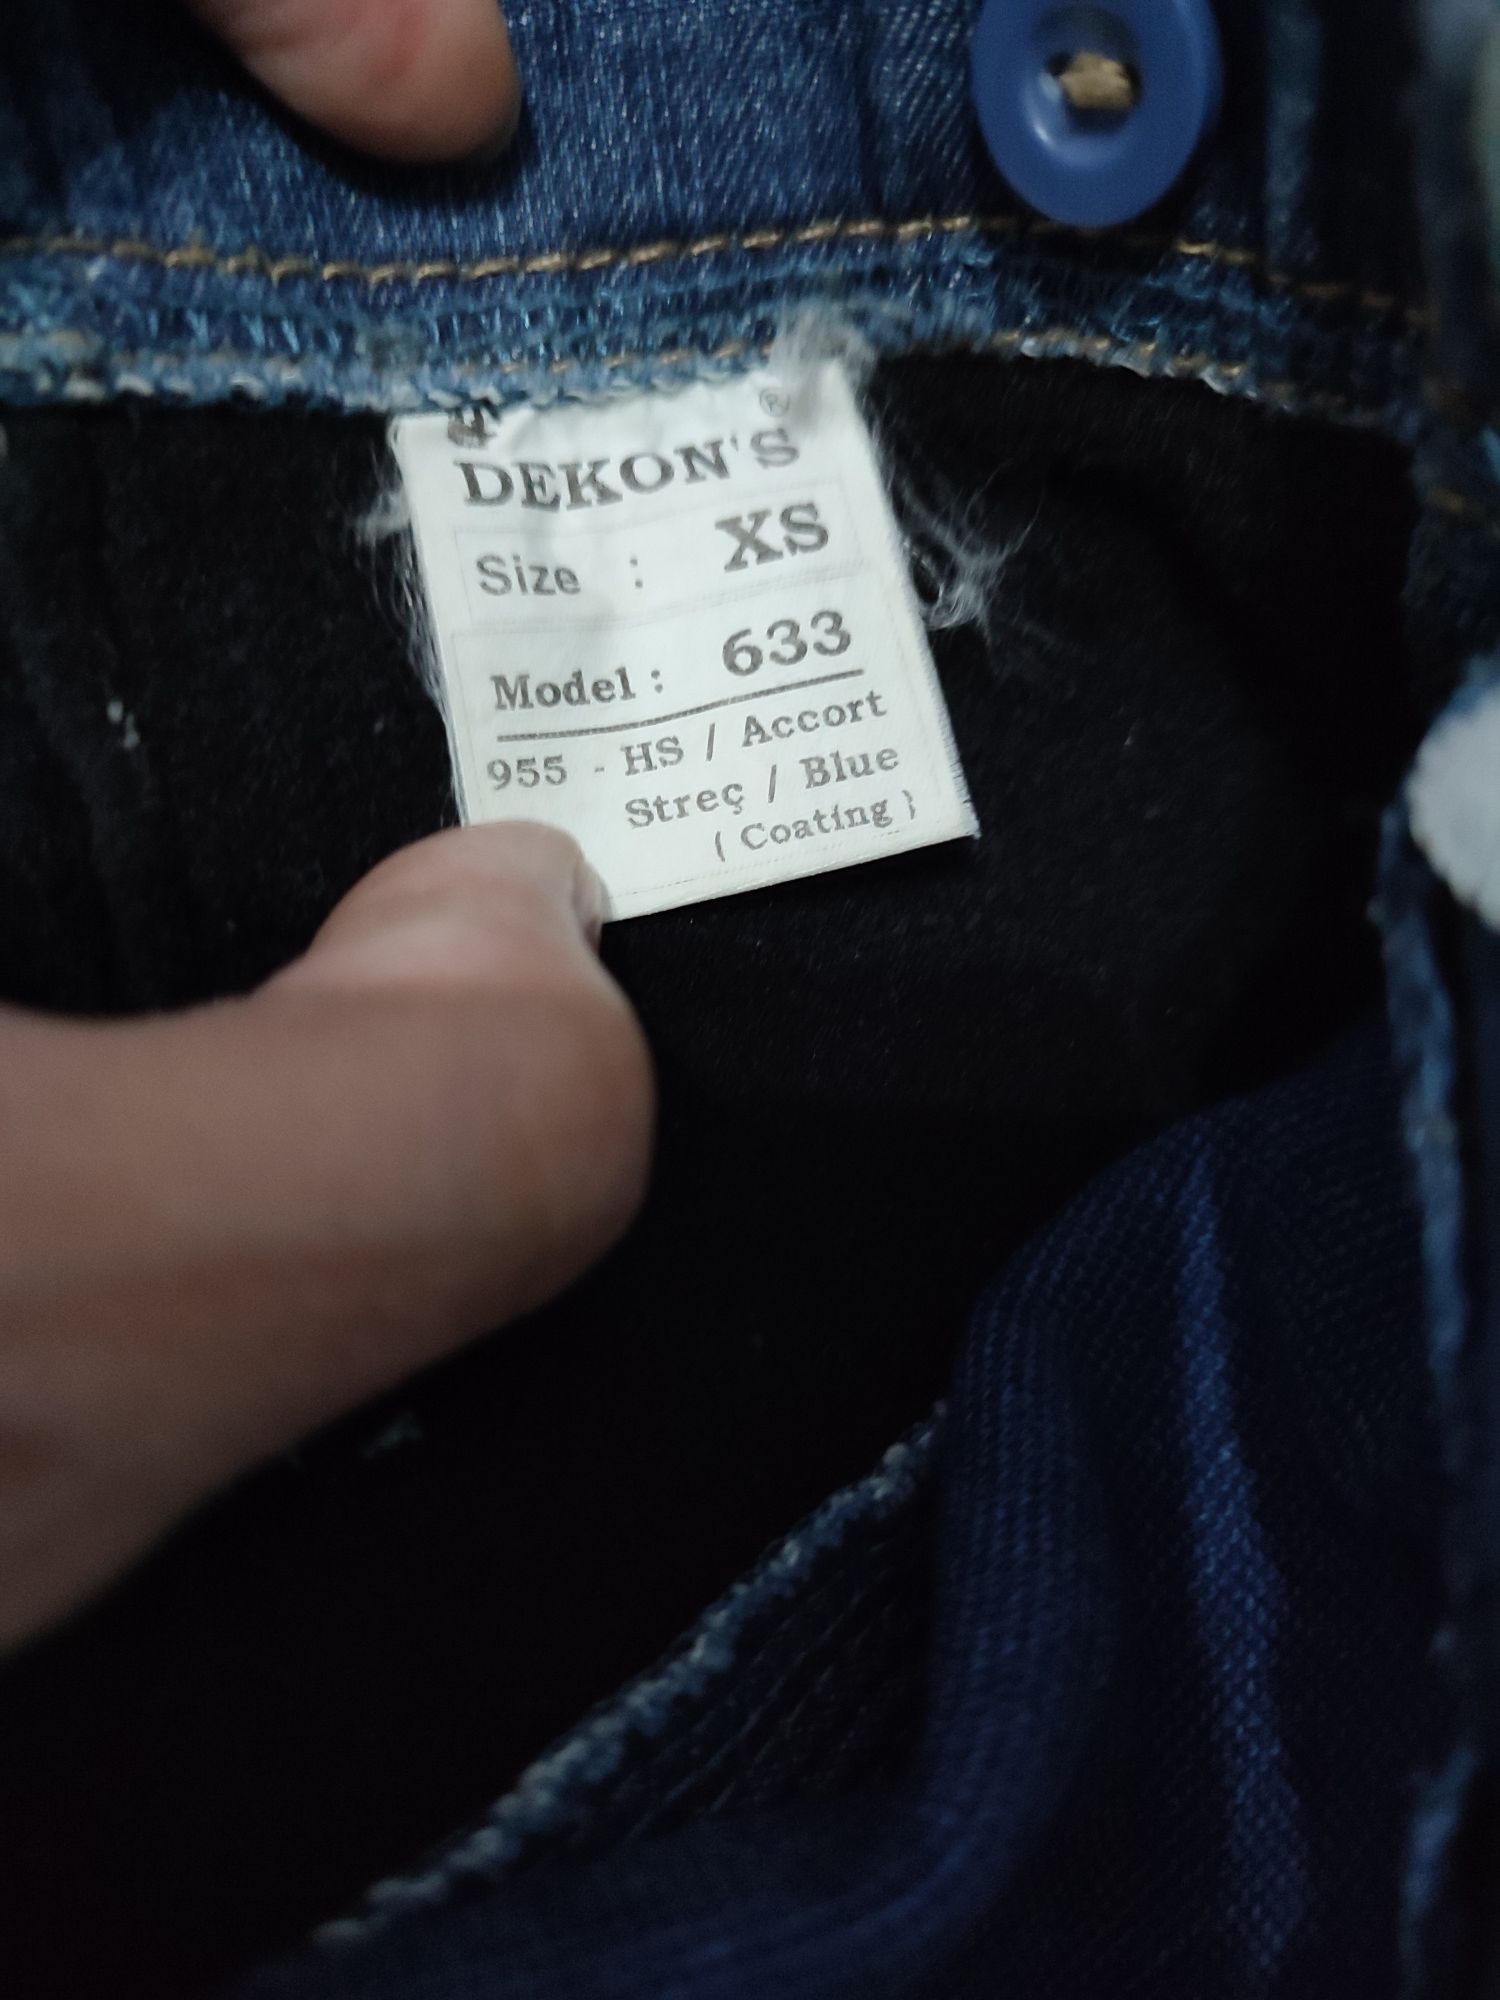 ®
DEKON'S
Size : XS
Model : 633
955 - HS / Accort
Streç / Blue
( Coating )